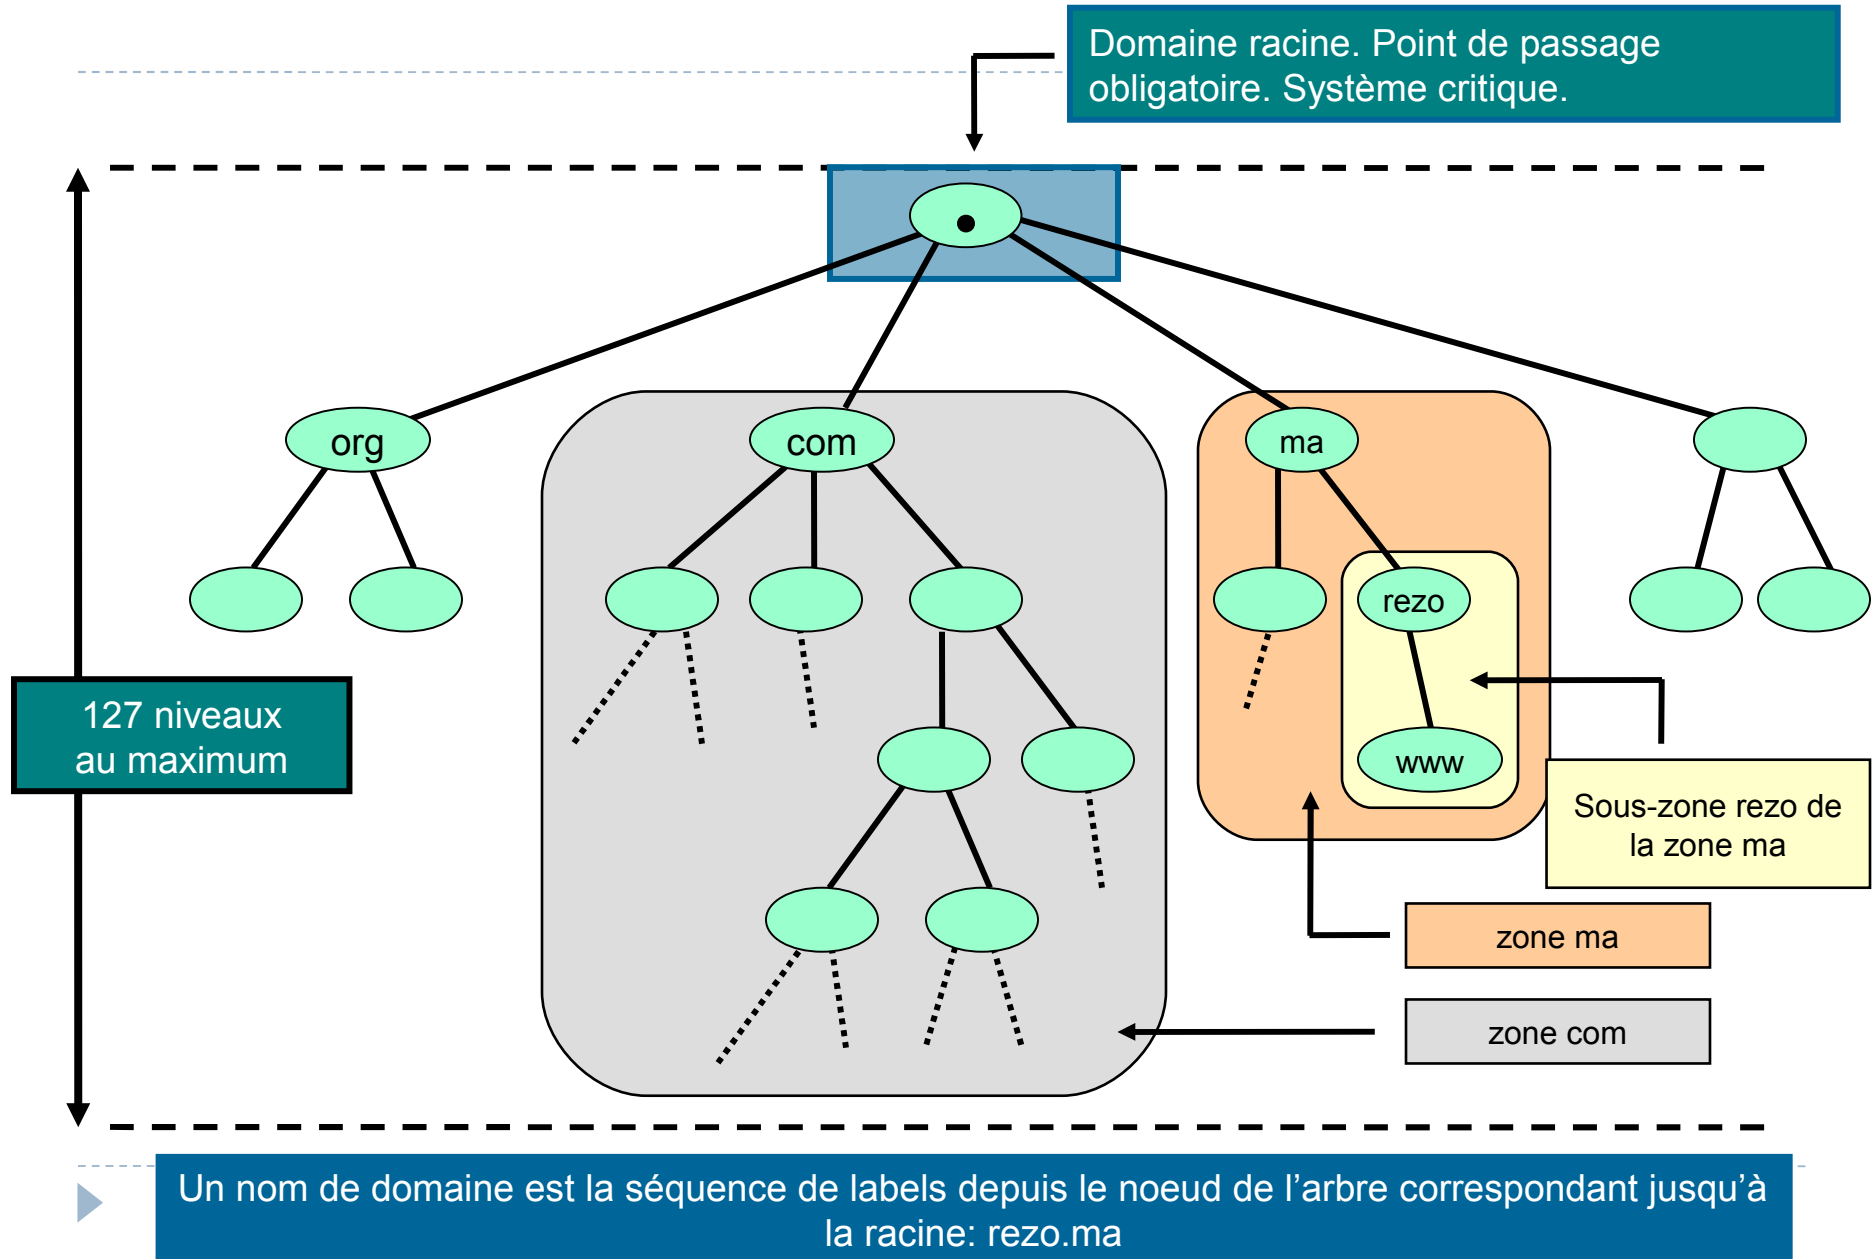 Domaine racine. Point de passage
obligatoire. Système critique.
org
com
ma
rezo
www
127 niveaux
au maximum
Sous-zone rezo de
la zone ma
zone ma
zone com
Un nom de domaine est la séquence de labels depuis le noeud de l’arbre correspondant jusqu’à
la racine: rezo.ma